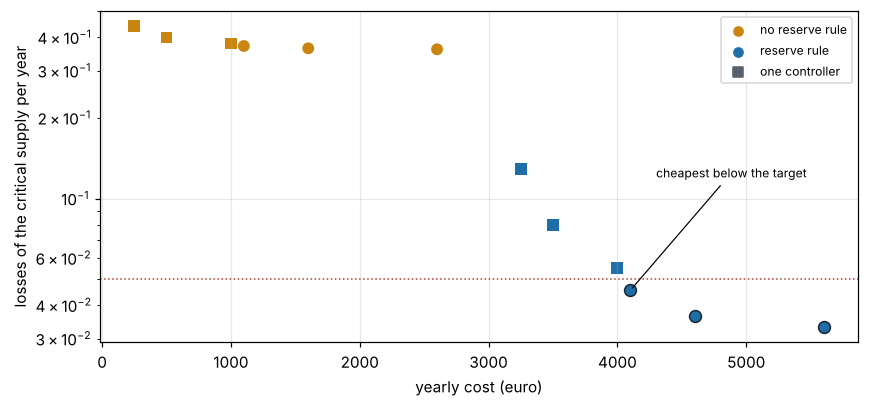 losses of the critical supply per year
4 × 10⁻¹
3 × 10⁻¹
2 × 10⁻¹
10⁻¹
6 × 10⁻²
4 × 10⁻²
3 × 10⁻²
no reserve rule
reserve rule
one controller
cheapest below the target
0 1000 2000 3000 4000 5000
yearly cost (euro)